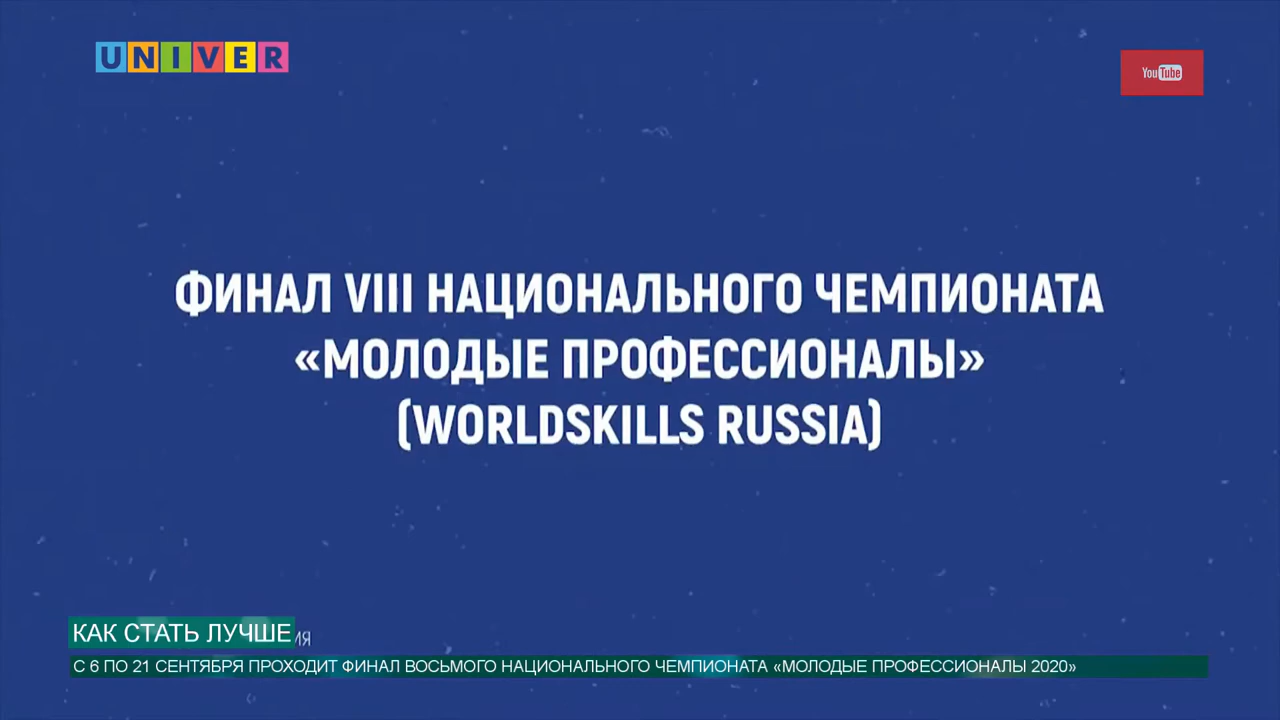 UNIVER
YouTube
ФИНАЛ VIII НАЦИОНАЛЬНОГО ЧЕМПИОНАТА
«МОЛОДЫЕ ПРОФЕССИОНАЛЫ»
(WORLDSKILLS RUSSIA)
КАК СТАТЬ ЛУЧШЕ
С 6 ПО 21 СЕНТЯБРЯ ПРОХОДИТ ФИНАЛ ВОСЬМОГО НАЦИОНАЛЬНОГО ЧЕМПИОНАТА «МОЛОДЫЕ ПРОФЕССИОНАЛЫ 2020»